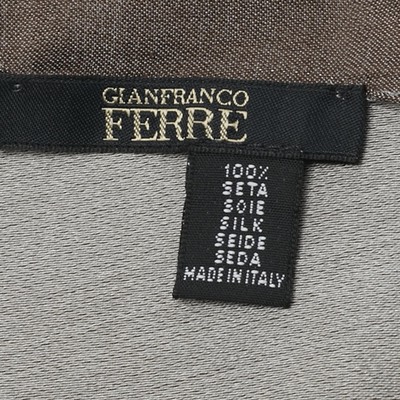 GIANFRANCO
FERRE
100%
SETA
SOIE
SILK
SEIDE
SEDA
MADE IN ITALY